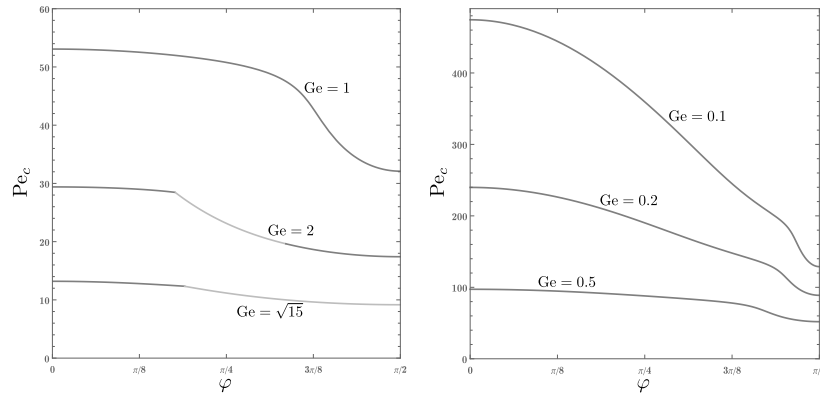 60
50
40
30
20
10
0
Pe_c
Ge = 1
Ge = 2
Ge = √15
0
π/8
π/4
3π/8
π/2
φ
400
300
200
100
0
Pe_c
Ge = 0.1
Ge = 0.2
Ge = 0.5
0
π/8
π/4
3π/8
π/
φ